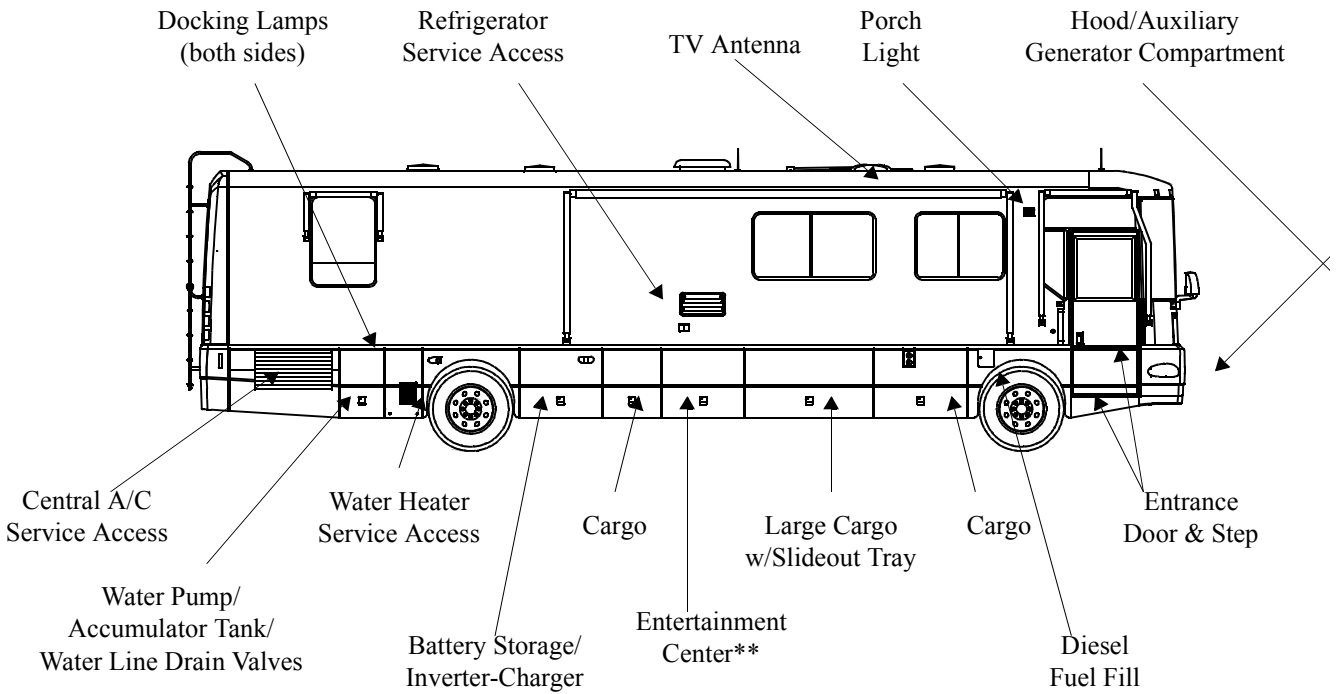 Docking Lamps
(both sides)
Refrigerator
Service Access
TV Antenna
Porch
Light
Hood/Auxiliary
Generator Compartment
Central A/C
Service Access
Water Heater
Service Access
Cargo
Large Cargo
w/Slideout Tray
Cargo
Entrance
Door & Step
Water Pump/
Accumulator Tank/
Water Line Drain Valves
Battery Storage/
Inverter-Charger
Entertainment
Center**
Diesel
Fuel Fill